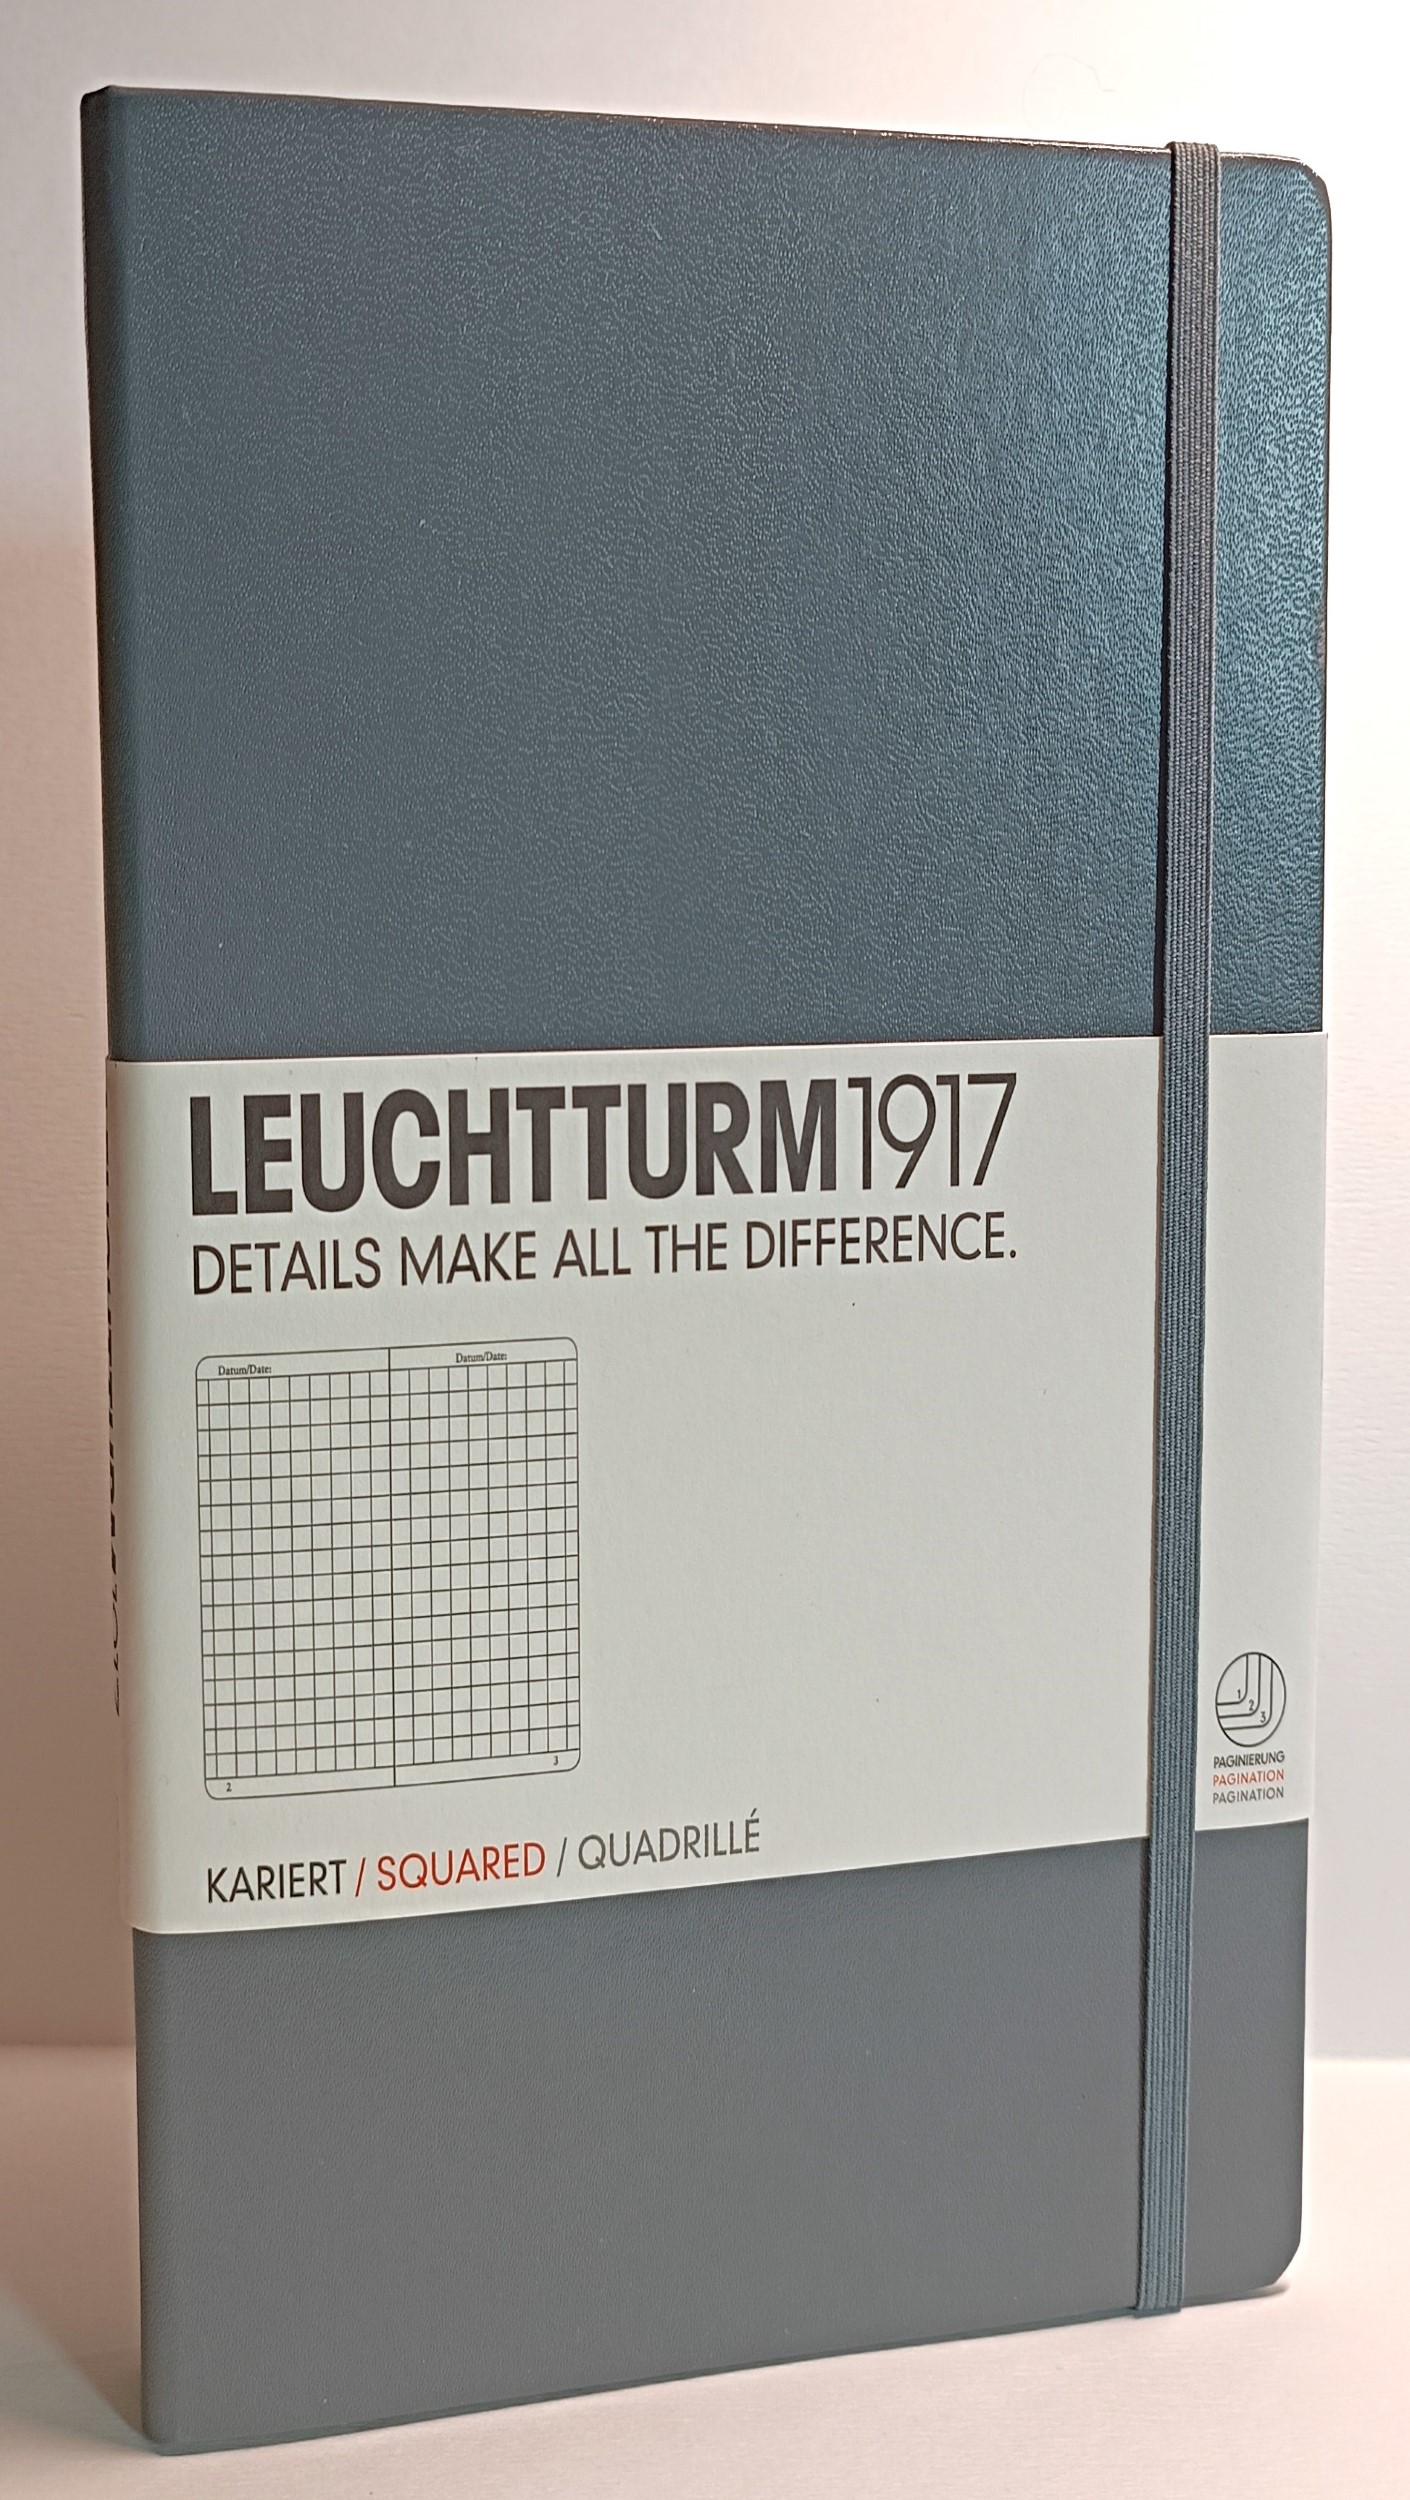 LEUCHTTURM1917
DETAILS MAKE ALL THE DIFFERENCE.
Datum/Date: Datum/Date:
2 3
KARIERT / SQUARED / QUADRILLÉ
1
2
3
PAGINIERUNG
PAGINATION
PAGINATION